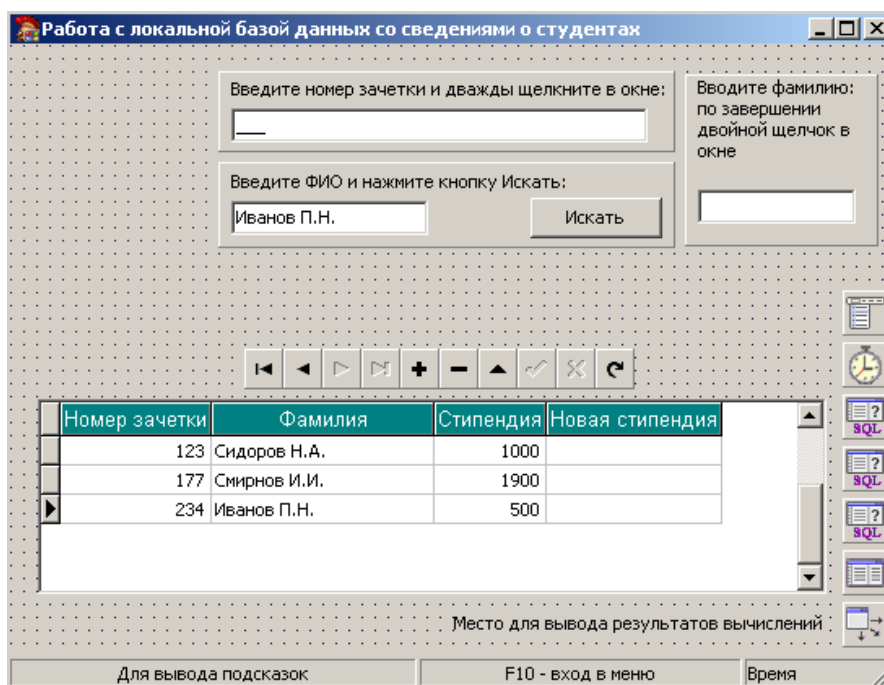 Работа с локальной базой данных со сведениями о студентах
Введите номер зачетки и дважды щелкните в окне:
___
Вводите фамилию:
по завершении
двойной щелчок в
окне
Введите ФИО и нажмите кнопку Искать:
Иванов П.Н.
Искать
Номер зачетки Фамилия Стипендия Новая стипендия
123 Сидоров Н.А. 1000
177 Смирнов И.И. 1900
234 Иванов П.Н. 500
SQL
SQL
SQL
Место для вывода результатов вычислений
Для вывода подсказок F10 - вход в меню Время